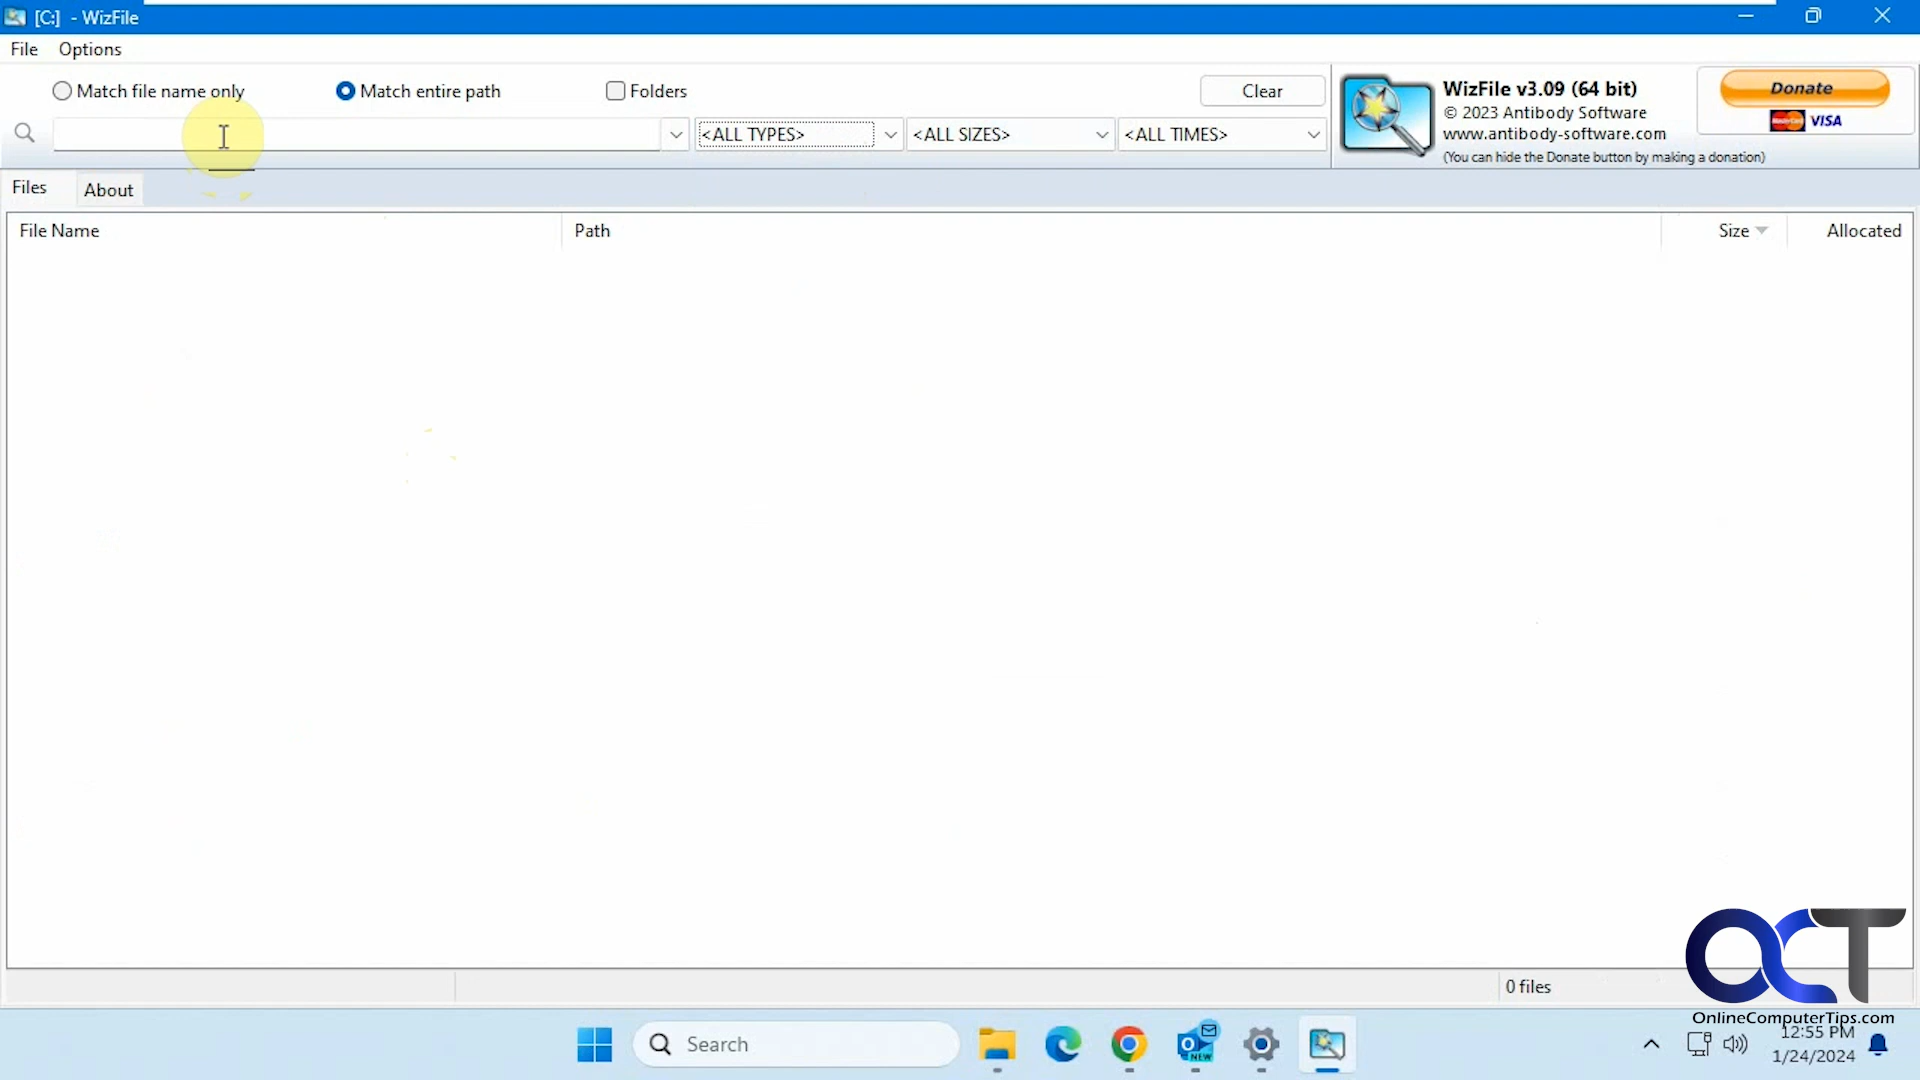 [C:] - WizFile
File Options
Match file name only Match entire path Folders Clear
<ALL TYPES> <ALL SIZES> <ALL TIMES>
WizFile v3.09 (64 bit)
© 2023 Antibody Software
www.antibody-software.com
(You can hide the Donate button by making a donation)
Donate
MasterCard VISA
Files About
File Name Path Size Allocated
0 files
OCT
OnlineComputerTips.com
Search
NEW
12:55 PM
1/24/2024